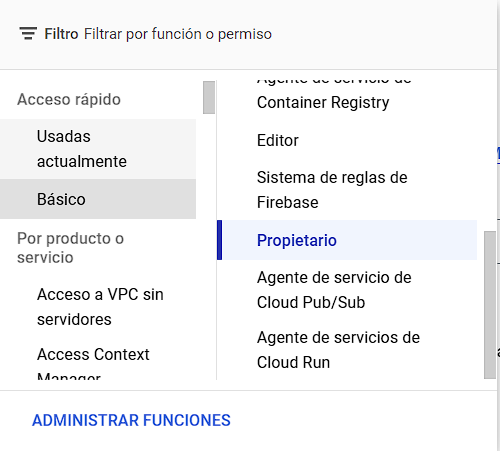 Filtro Filtrar por función o permiso
Acceso rápido
Usadas
actualmente
Básico
Por producto o
servicio
Acceso a VPC sin
servidores
Access Context
Manager
Agente de servicio de
Container Registry
Editor
Sistema de reglas de
Firebase
Propietario
Agente de servicio de
Cloud Pub/Sub
Agente de servicios de
Cloud Run
ADMINISTRAR FUNCIONES